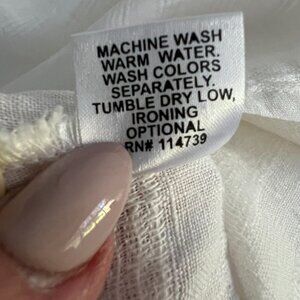 MACHINE WASH
WARM WATER.
WASH COLORS
SEPARATELY.
TUMBLE DRY LOW,
IRONING
OPTIONAL
RN# 114739